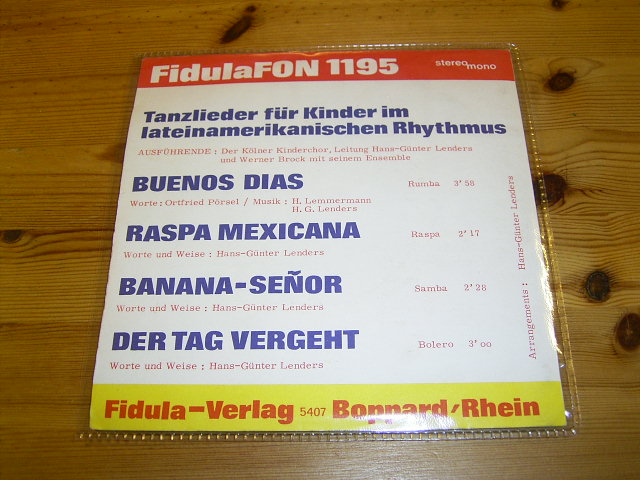 FidulaFON 1195 stereo mono
Tanzlieder für Kinder im
lateinamerikanischen Rhythmus
AUSFÜHRENDE : Der Kölner Kinderchor, Leitung Hans-Günter Lenders
und Werner Brock mit seinem Ensemble
BUENOS DIAS Rumba 3'58
Worte: Ortfried Pörsel / Musik : H. Lemmermann
H. G. Lenders
RASPA MEXICANA Raspa 2'17
Worte und Weise : Hans-Günter Lenders
BANANA-SEÑOR Samba 2'28
Worte und Weise : Hans-Günter Lenders
DER TAG VERGEHT Bolero 3'oo
Worte und Weise : Hans-Günter Lenders
Arrangements : Hans-Günter Lenders
Fidula-Verlag 5407 Boppard/Rhein